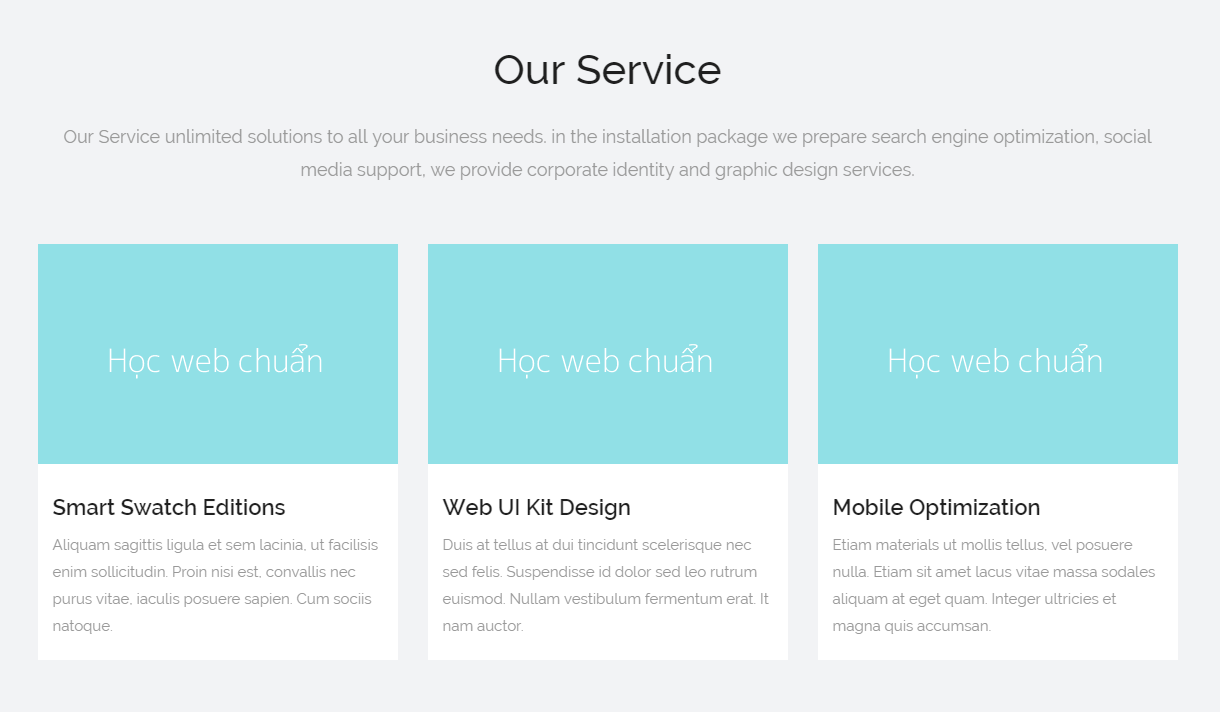 Our Service
Our Service unlimited solutions to all your business needs. in the installation package we prepare search engine optimization, social
media support, we provide corporate identity and graphic design services.
Học web chuẩn
Smart Swatch Editions
Aliquam sagittis ligula et sem lacinia, ut facilisis
enim sollicitudin. Proin nisi est, convallis nec
purus vitae, iaculis posuere sapien. Cum sociis
natoque.
Học web chuẩn
Web UI Kit Design
Duis at tellus at dui tincidunt scelerisque nec
sed felis. Suspendisse id dolor sed leo rutrum
euismod. Nullam vestibulum fermentum erat. It
nam auctor.
Học web chuẩn
Mobile Optimization
Etiam materials ut mollis tellus, vel posuere
nulla. Etiam sit amet lacus vitae massa sodales
aliquam at eget quam. Integer ultricies et
magna quis accumsan.